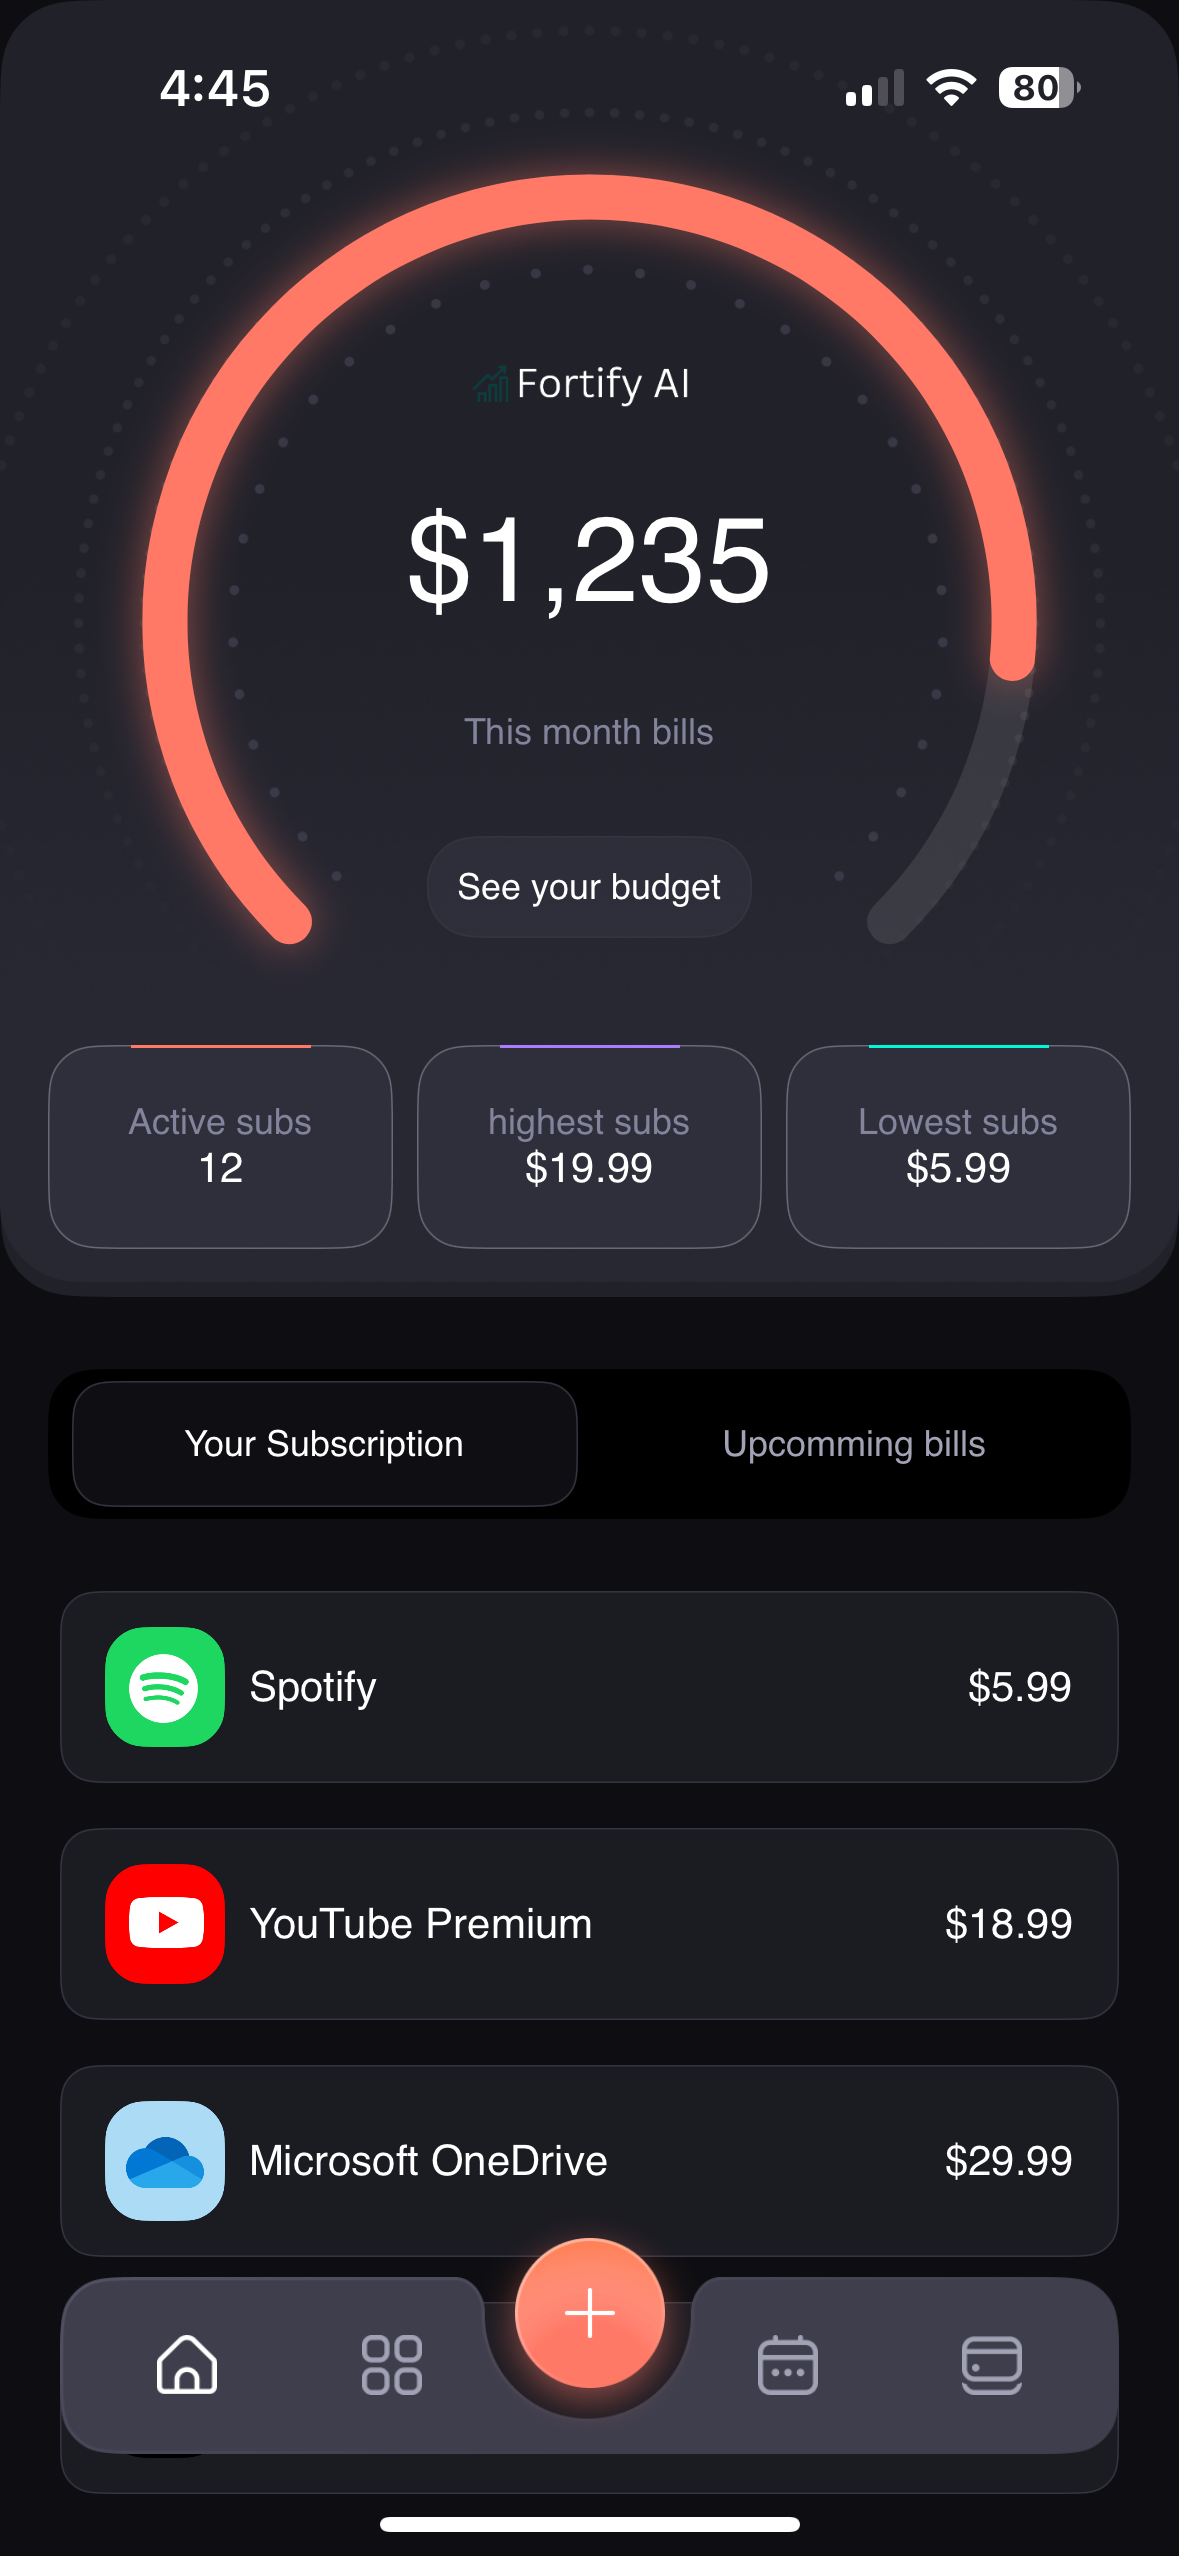 4:45
80
Fortify AI
$1,235
This month bills
See your budget
Active subs
12
highest subs
$19.99
Lowest subs
$5.99
Your Subscription
Upcomming bills
Spotify
$5.99
YouTube Premium
$18.99
Microsoft OneDrive
$29.99